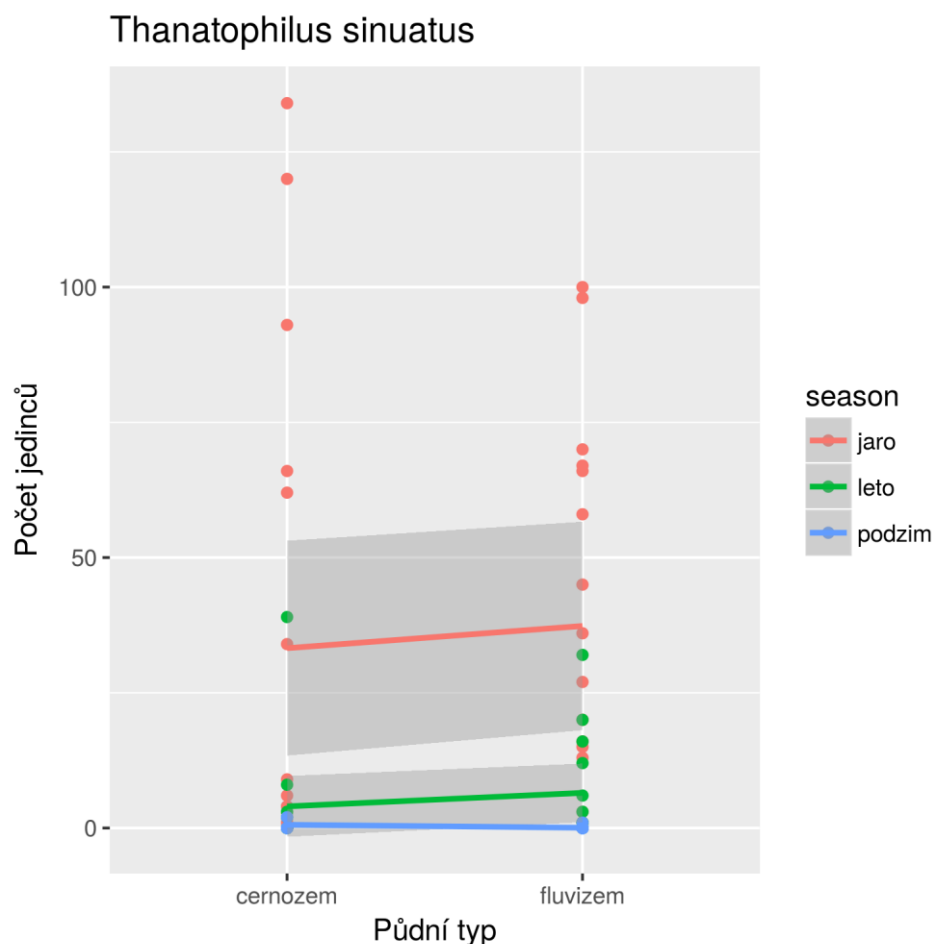 Thanatophilus sinuatus
Počet jedinců
100
50
0
cernozem
fluvizem
Půdní typ
season
jaro
leto
podzim